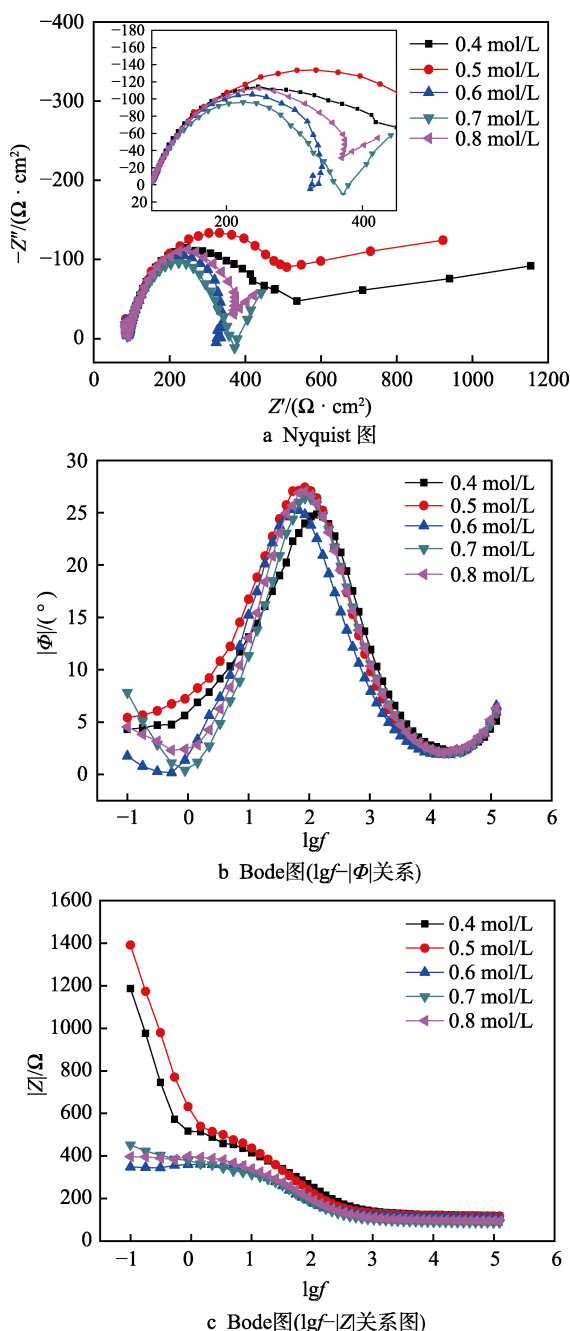 -180
-160
-140
-120
-100
-80
-60
-40
-20
0
20
200
400
0.4 mol/L
0.5 mol/L
0.6 mol/L
0.7 mol/L
0.8 mol/L
-400
-300
-200
-100
0
−Z″/(Ω · cm²)
0
200
400
600
800
1000
1200
Z′/(Ω · cm²)
a Nyquist 图
30
25
20
15
10
5
0
|Φ|/(°)
0.4 mol/L
0.5 mol/L
0.6 mol/L
0.7 mol/L
0.8 mol/L
−1
0
1
2
3
4
5
6
lgf
b Bode图(lgf−|Φ|关系)
1600
1400
1200
1000
800
600
400
200
0
|Z|/Ω
0.4 mol/L
0.5 mol/L
0.6 mol/L
0.7 mol/L
0.8 mol/L
−1
0
1
2
3
4
5
6
lgf
c Bode图(lgf−|Z|关系图)